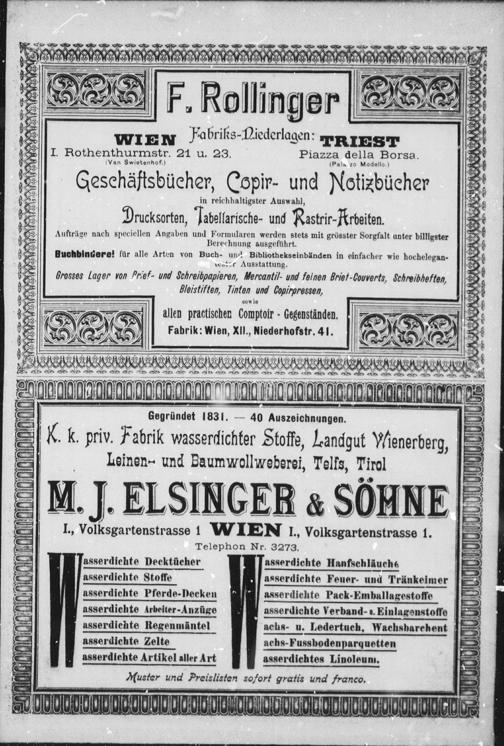 F. Rollinger
Fabriks-Niederlagen:
WIEN
I. Rothenthurmstr. 21 u. 23.
(Van Swietenhof.)
TRIEST
Piazza della Borsa.
(Palazzo Modello.)
Geschäftsbücher, Copir- und Notizbücher
in reichhaltigster Auswahl,
Drucksorten, Tabellarische- und Rastrir-Arbeiten.
Aufträge nach speciellen Angaben und Formularen werden stets mit grösster Sorgfalt unter billigster
Berechnung ausgeführt.
Buchbinderei für alle Arten von Buch- und Bibliothekseinbänden in einfacher wie hochelegan-
tester Ausstattung.
Grosses Lager von Brief- und Schreibpapieren, Mercantil- und feinen Brief-Couverts, Schreibheften,
Bleistiften, Tinten und Copirpressen,
sowie
allen practischen Comptoir-Gegenständen.
Fabrik: Wien, XII., Niederhofstr. 41.
Gegründet 1831. — 40 Auszeichnungen.
K. k. priv. Fabrik wasserdichter Stoffe, Landgut Wienerberg,
Leinen- und Baumwollweberei, Telfs, Tirol
M. J. ELSINGER & SÖHNE
I., Volksgartenstrasse 1 WIEN I., Volksgartenstrasse 1.
Telephon Nr. 3273.
Wasserdichte Decktücher
asserdichte Stoffe
asserdichte Pferde-Decken
asserdichte Arbeiter-Anzüge
asserdichte Regenmäntel
asserdichte Zelte
asserdichte Artikel aller Art
Wasserdichte Hanfschläuche
asserdichte Feuer- und Tränkeimer
asserdichte Pack-Emballagestoffe
asserdichte Verband- u. Einlagenstoffe
achs- u. Ledertuch, Wachsbarchent
achs-Fussbodenparquetten
asserdichtes Linoleum.
Muster und Preislisten sofort gratis und franco.